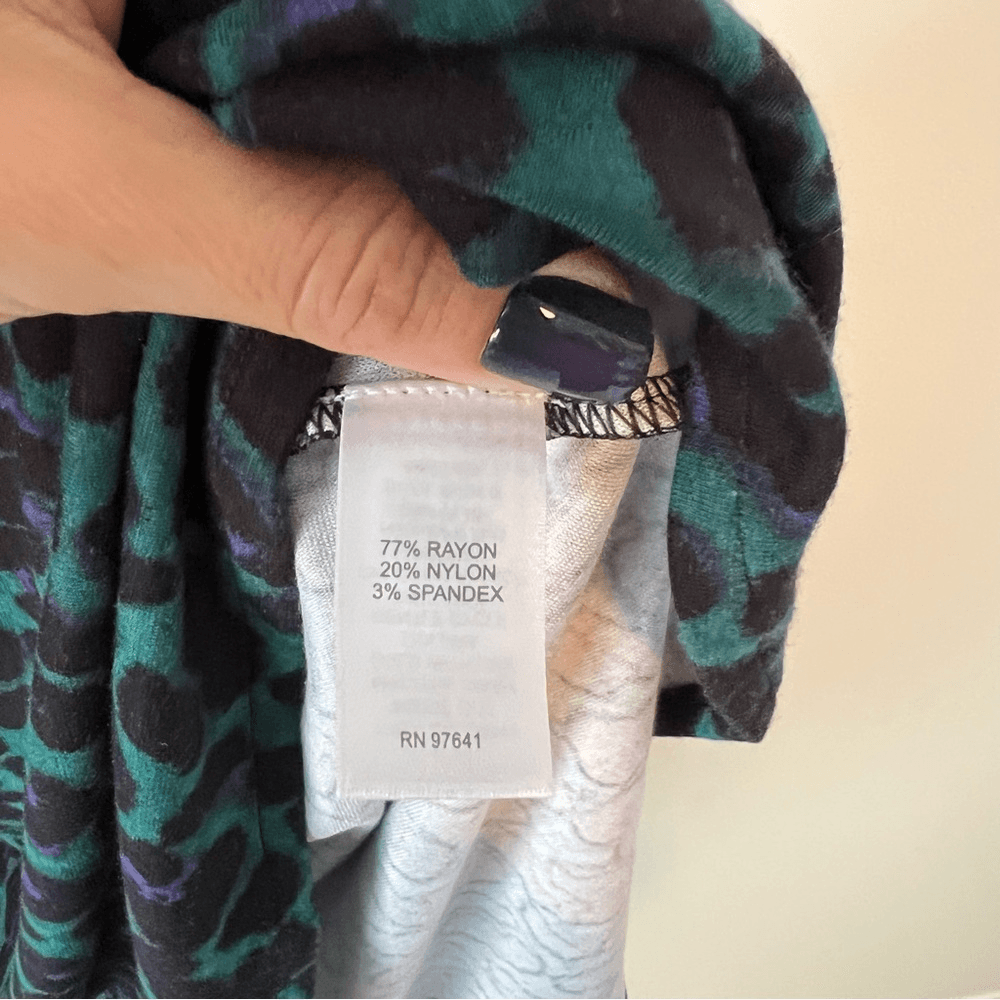 77% RAYON
20% NYLON
3% SPANDEX
RN 97641